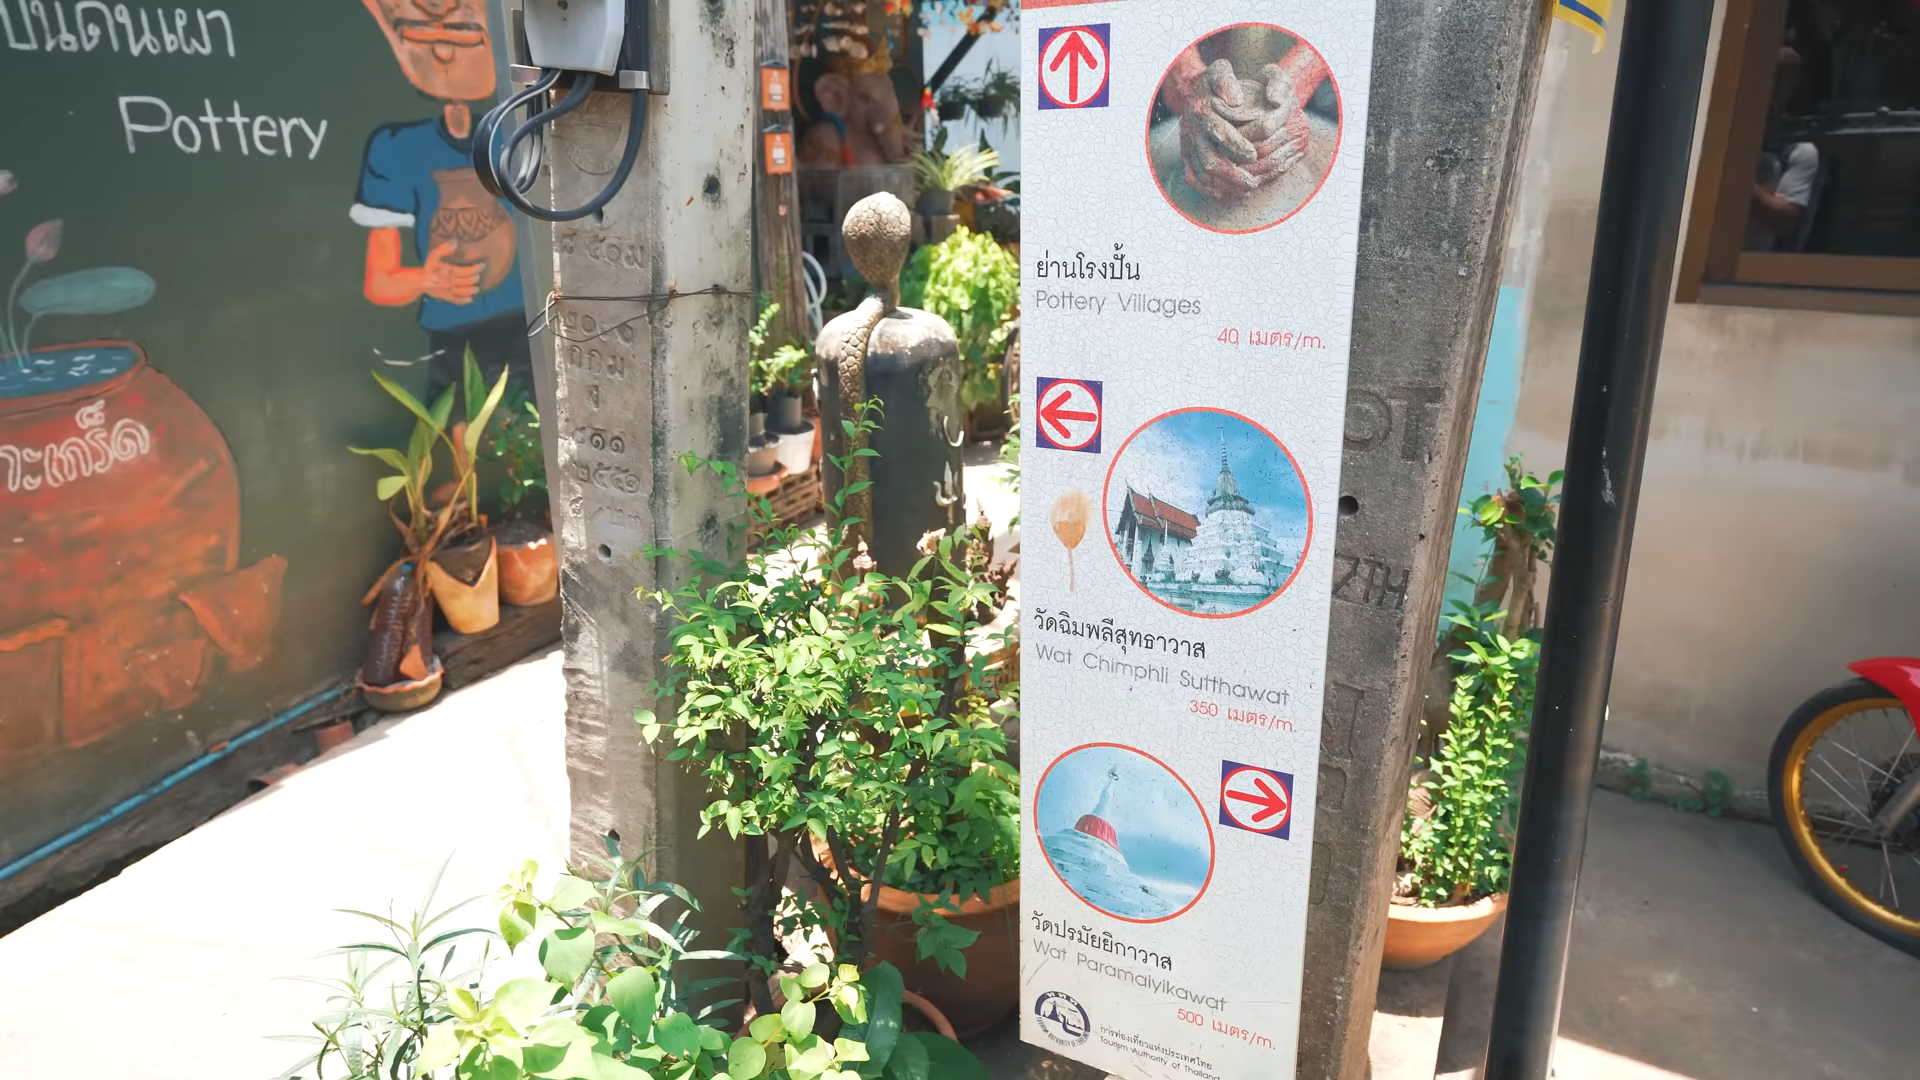 ปั้นดินเผา
Pottery
าะเกร็ด
ย่านโรงปั้น
Pottery Villages
40 เมตร/m.
วัดฉิมพลีสุทธาวาส
Wat Chimphli Sutthawat
350 เมตร/m.
วัดปรมัยยิกาวาส
Wat Paramaiyikawat
500 เมตร/m.
การท่องเที่ยวแห่งประเทศไทย
Tourism Authority of Thailand